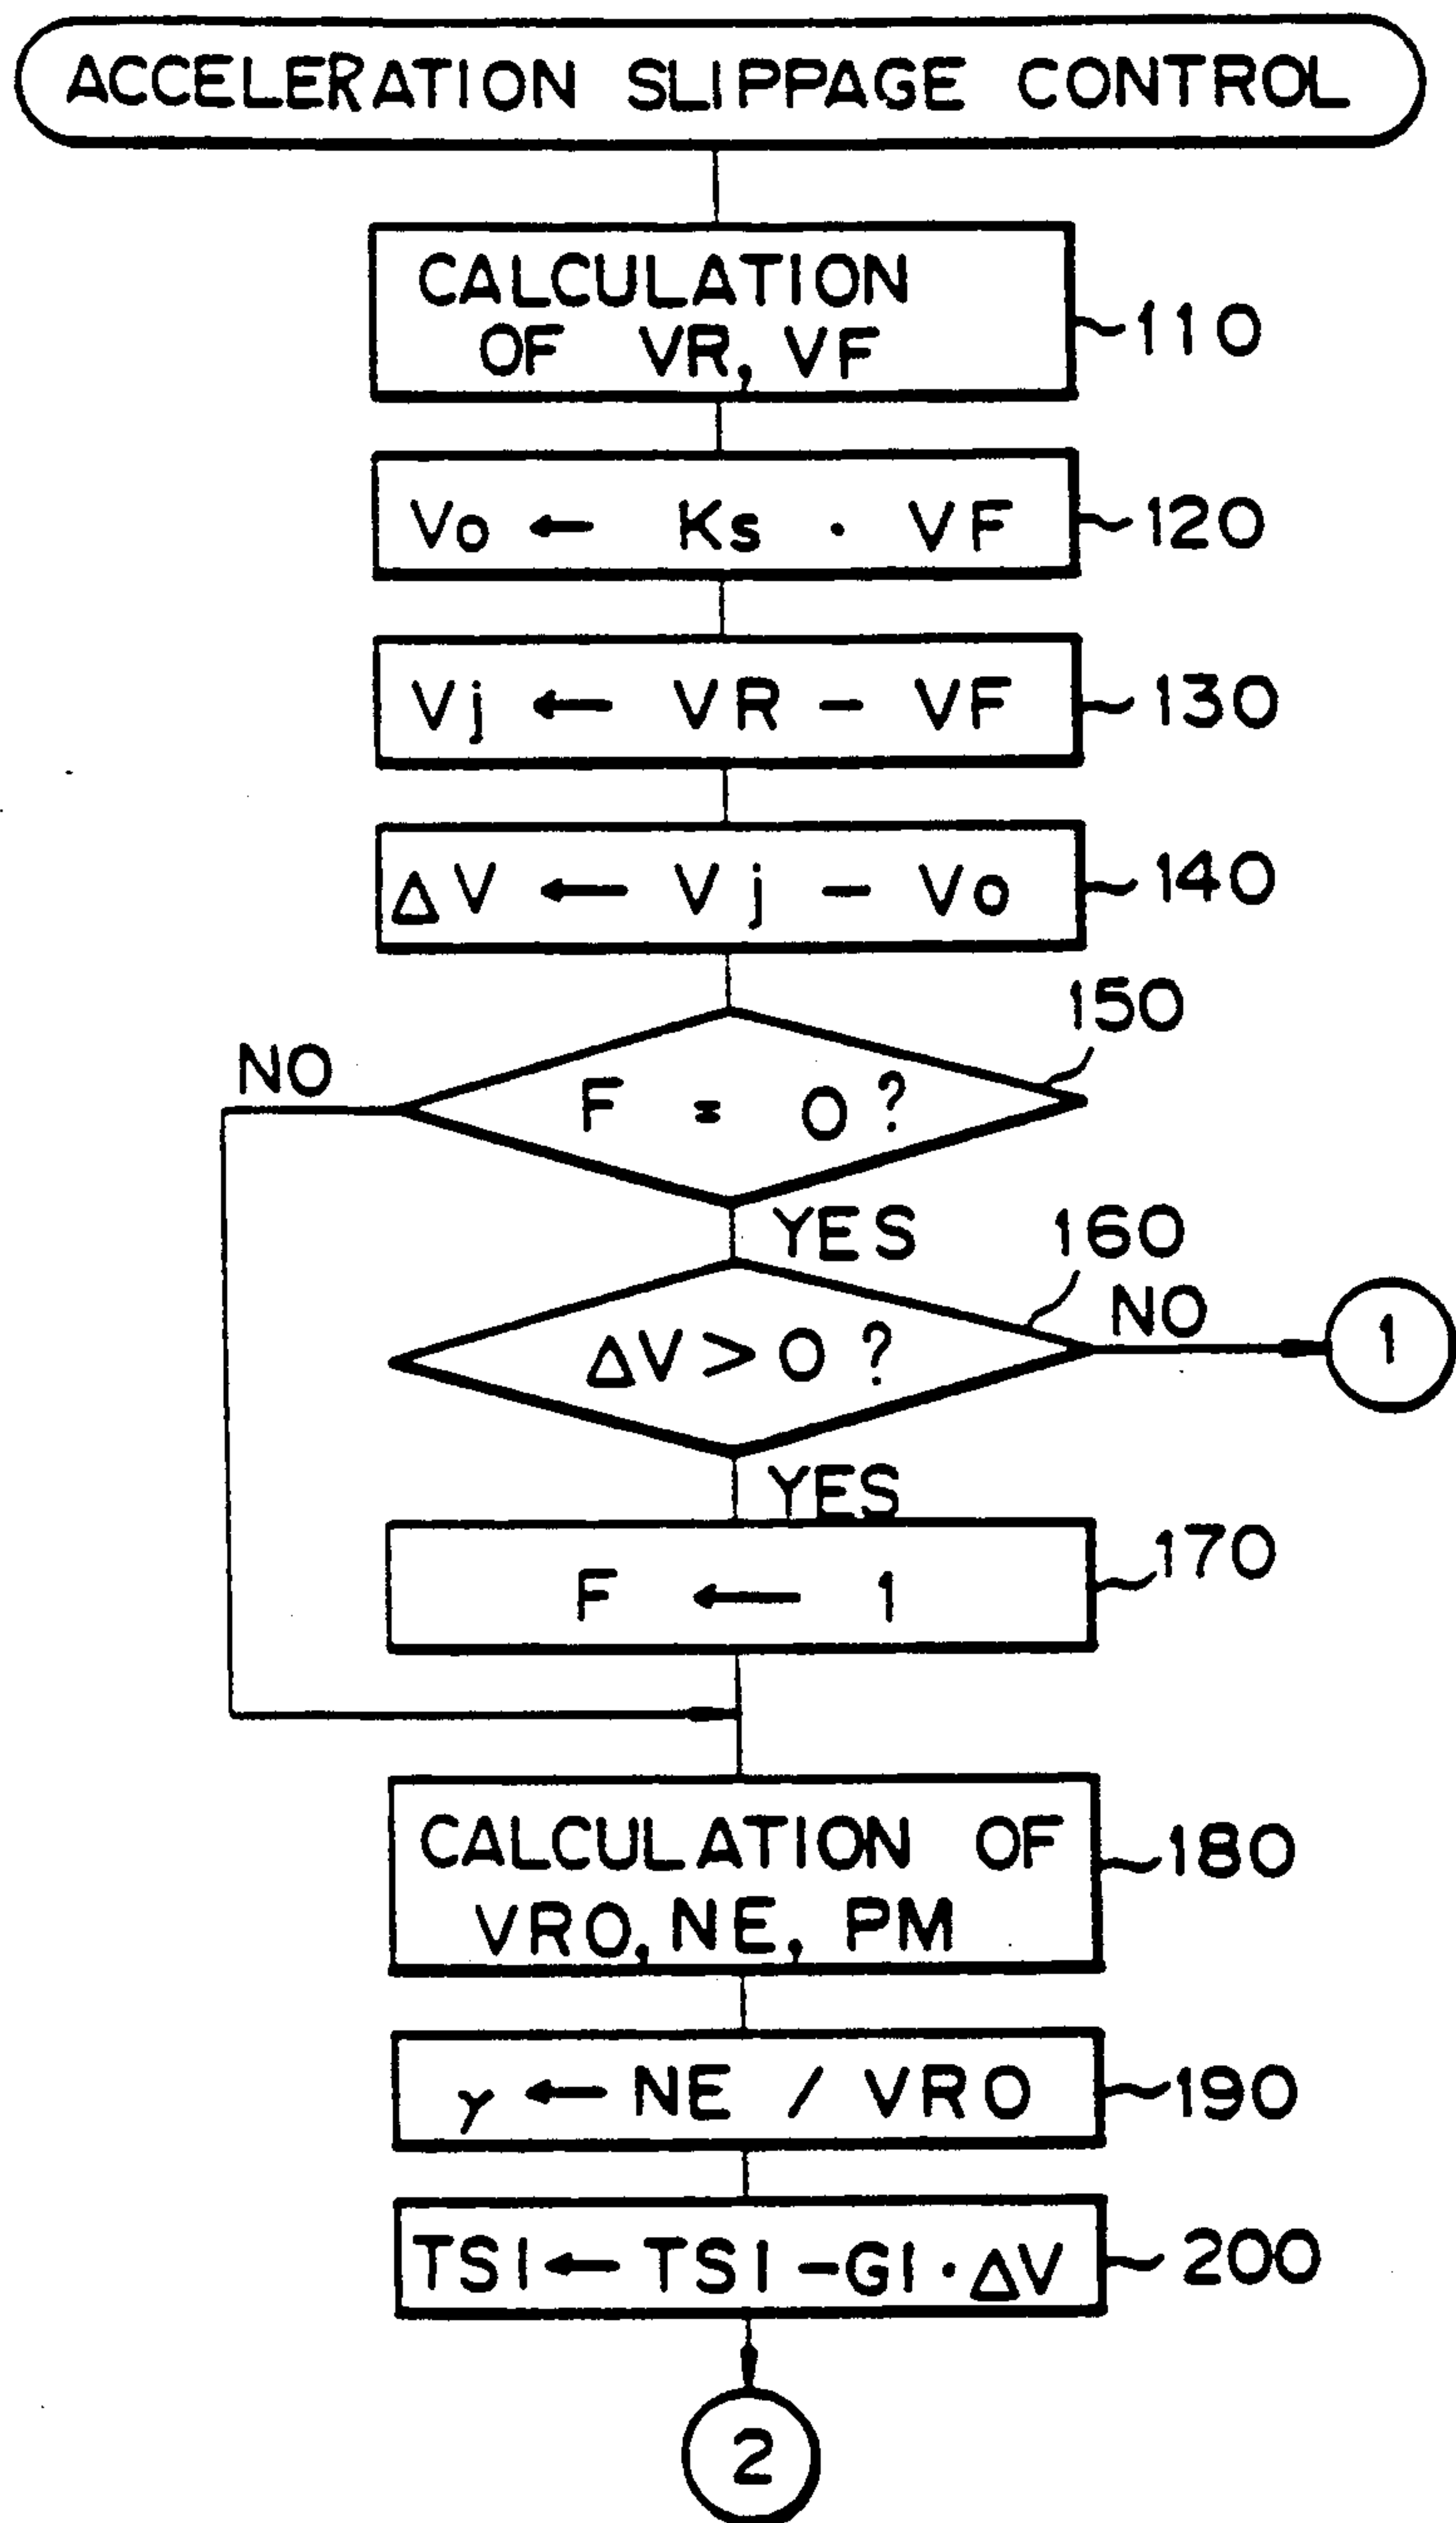 ACCELERATION SLIPPAGE CONTROL
CALCULATION
OF VR, VF
110
Vo ← Ks · VF
120
Vj ← VR - VF
130
ΔV ← Vj - Vo
140
150
NO
F = 0 ?
YES
160
NO
1
ΔV > 0 ?
YES
170
F ← 1
CALCULATION OF
VRO, NE, PM
180
γ ← NE / VRO
190
TSI ← TSI - GI · ΔV
200
2